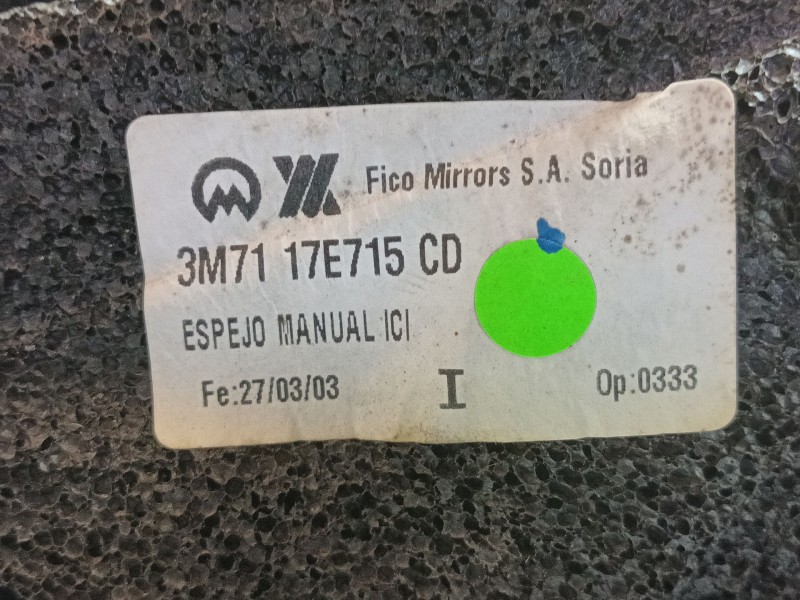 Fico Mirrors S.A. Soria
3M71 17E715 CD
ESPEJO MANUAL ICI
Fe:27/03/03 I Op:0333